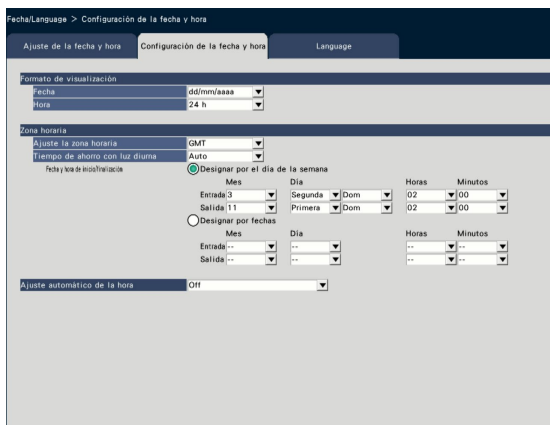 Fecha/Language > Configuración de la fecha y hora
Ajuste de la fecha y hora Configuración de la fecha y hora Language
Formato de visualización
Fecha dd/mm/aaaa
Hora 24 h
Zona horaria
Ajuste la zona horaria GMT
Tiempo de ahorro con luz diurna Auto
Fecha y hora de inicio/finalización Designar por el día de la semana
Mes Día Horas Minutos
Entrada 3 Segunda Dom 02 00
Salida 11 Primera Dom 02 00
Designar por fechas
Mes Día Horas Minutos
Entrada -- -- -- --
Salida -- -- -- --
Ajuste automático de la hora Off